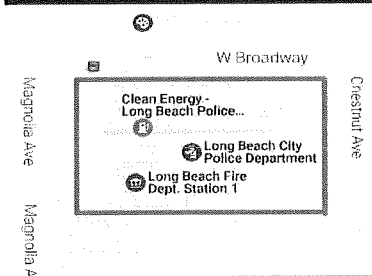 W Broadway
Magnolia Ave
Chestnut Ave
Clean Energy -
Long Beach Police...
Long Beach City
Police Department
Long Beach Fire
Dept. Station 1
Magnolia A